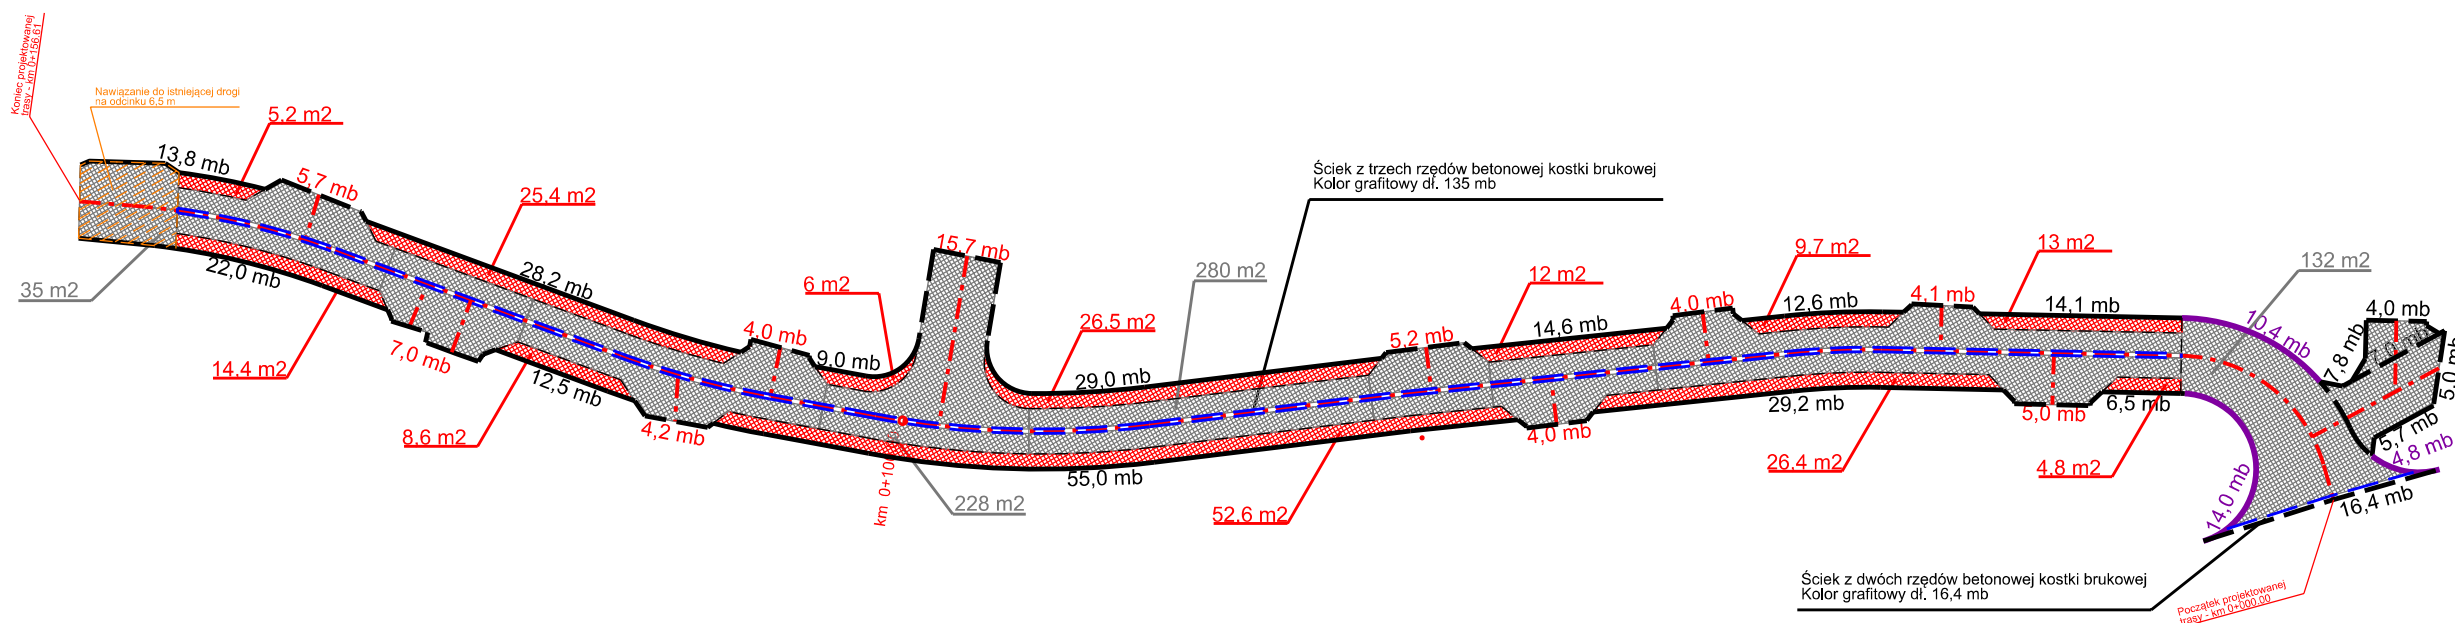 Koniec projektowanej
trasy - km 0+156.61
Nawiązanie do istniejącej drogi
na odcinku 6,5 m
5.2 m2
13,8 mb
5,7 mb
25.4 m2
35 m2
22,0 mb
28,2 mb
14.4 m2
7,0 mb
8.6 m2
12,5 mb
4,2 mb
4,0 mb
6 m2
9,0 mb
15,7 mb
26.5 m2
29,0 mb
280 m2
Ściek z trzech rzędów betonowej kostki brukowej
Kolor grafitowy dł. 135 mb
km 0+10
228 m2
55,0 mb
52.6 m2
5,2 mb
12 m2
14,6 mb
4,0 mb
4,0 mb
9.7 m2
12,6 mb
29,2 mb
26.4 m2
4,1 mb
13 m2
14,1 mb
5,0 mb
6,5 mb
4.8 m2
132 m2
10,4 mb
7,8 mb
4,0 mb
5,0 mb
5,7 mb
4,8 mb
14,0 mb
16,4 mb
Ściek z dwóch rzędów betonowej kostki brukowej
Kolor grafitowy dł. 16,4 mb
Początek projektowanej
trasy - km 0+000.00